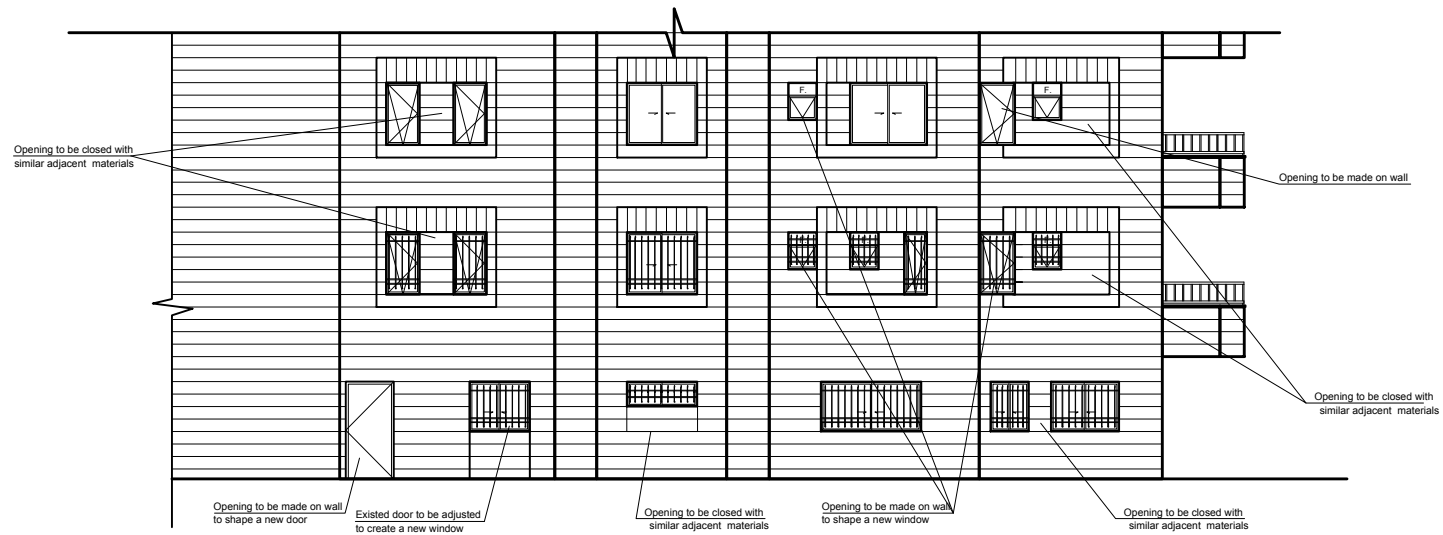 F.
F.
Opening to be closed with
similar adjacent materials
Opening to be made on wall
Opening to be closed with
similar adjacent materials
Opening to be made on wall
to shape a new door
Existed door to be adjusted
to create a new window
Opening to be closed with
similar adjacent materials
Opening to be made on wall
to shape a new window
Opening to be closed with
similar adjacent materials